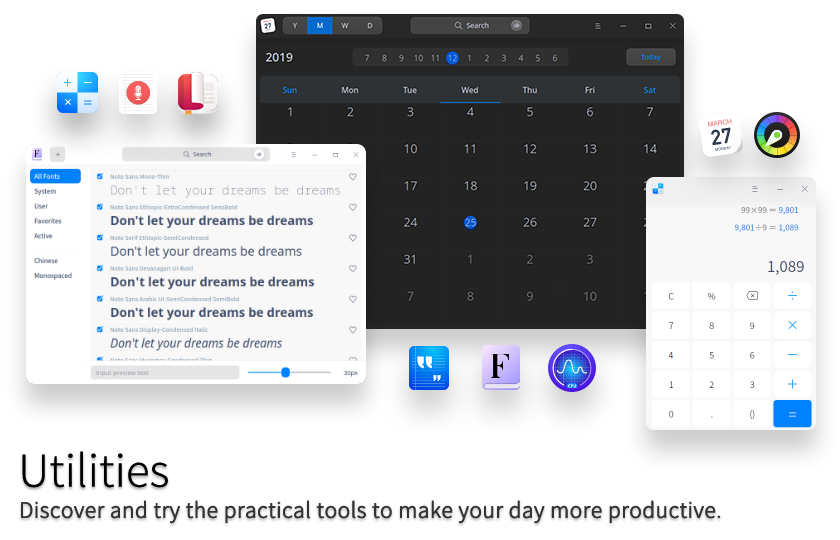 27
Y M W D
Search
2019
7 8 9 10 11 12 1 2 3 4 5 6
Today
Sun Mon Tue Wed Thu Fri Sat
1 2 3 4 5 6 7
10 11 12 13 14
17 18 19 20
24 25 26 27
31 1 2 3
7 8 9 10
+ − × =
F
+
Search
All Fonts
System
User
Favorites
Active
Chinese
Monospaced
Noto Sans Mono-Thin
Don't let your dreams be dreams
Noto Sans Ethiopic-ExtraCondensed SemiBold
Don't let your dreams be dreams
Noto Serif Ethiopic-SemiCondensed
Don't let your dreams be dreams
Noto Sans Devanagari UI-Bold
Don't let your dreams be dreams
Noto Sans Arabic UI-SemiCondensed SemiBold
Don't let your dreams be dreams
Noto Sans Display-Condensed Italic
Don't let your dreams be dreams
Noto Sans Myanmar-Condensed Thin
Input preview text
30px
MARCH
27
MONDAY
99×99 = 9,801
9,801÷9 = 1,089
1,089
C % ÷
7 8 9 ×
4 5 6 −
1 2 3 +
0 . () =
F
CPU
Utilities
Discover and try the practical tools to make your day more productive.